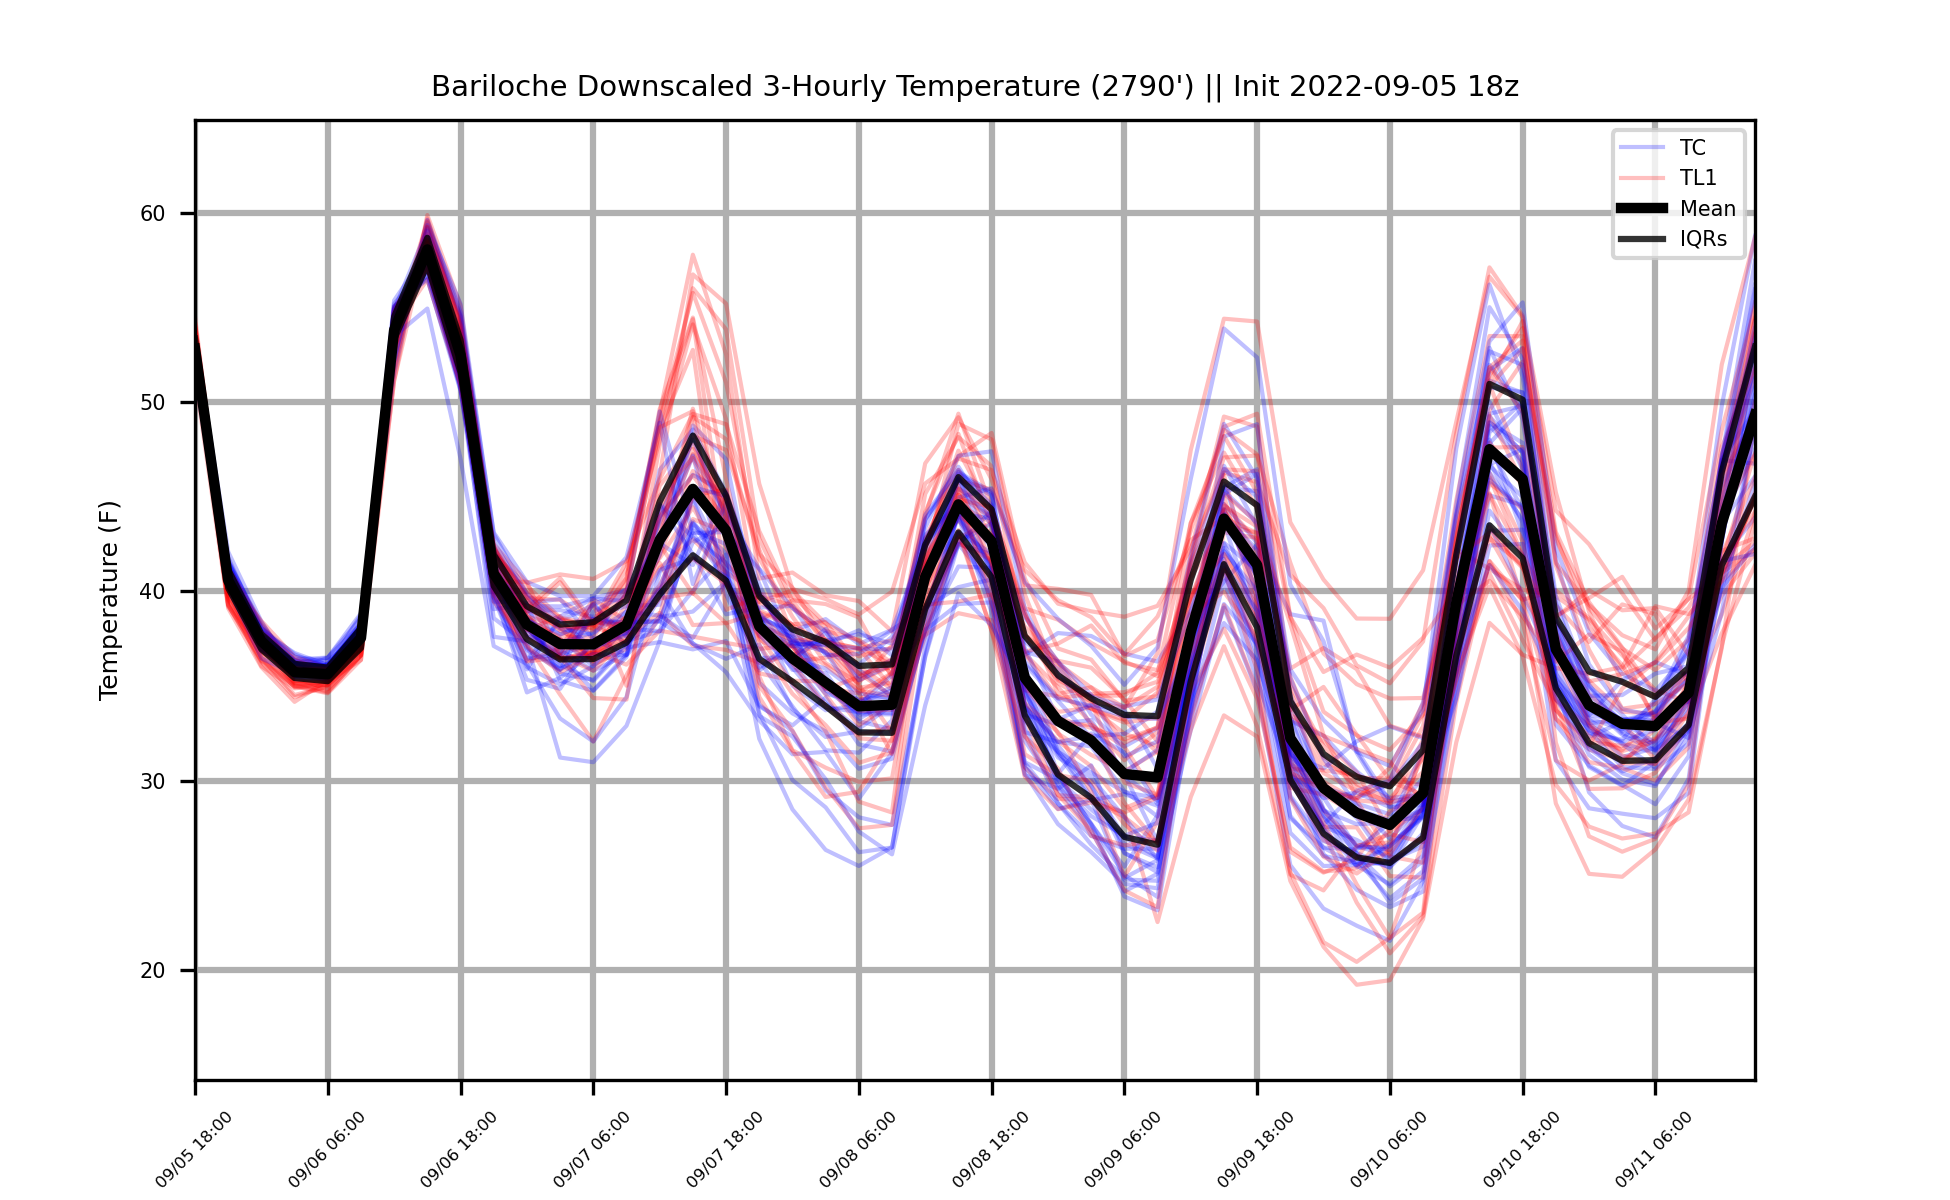 Bariloche Downscaled 3-Hourly Temperature (2790') || Init 2022-09-05 18z
TC
TL1
Mean
IQRs
Temperature (F)
60
50
40
30
20
09/05 18:00
09/06 06:00
09/06 18:00
09/07 06:00
09/07 18:00
09/08 06:00
09/08 18:00
09/09 06:00
09/09 18:00
09/10 06:00
09/10 18:00
09/11 06:00